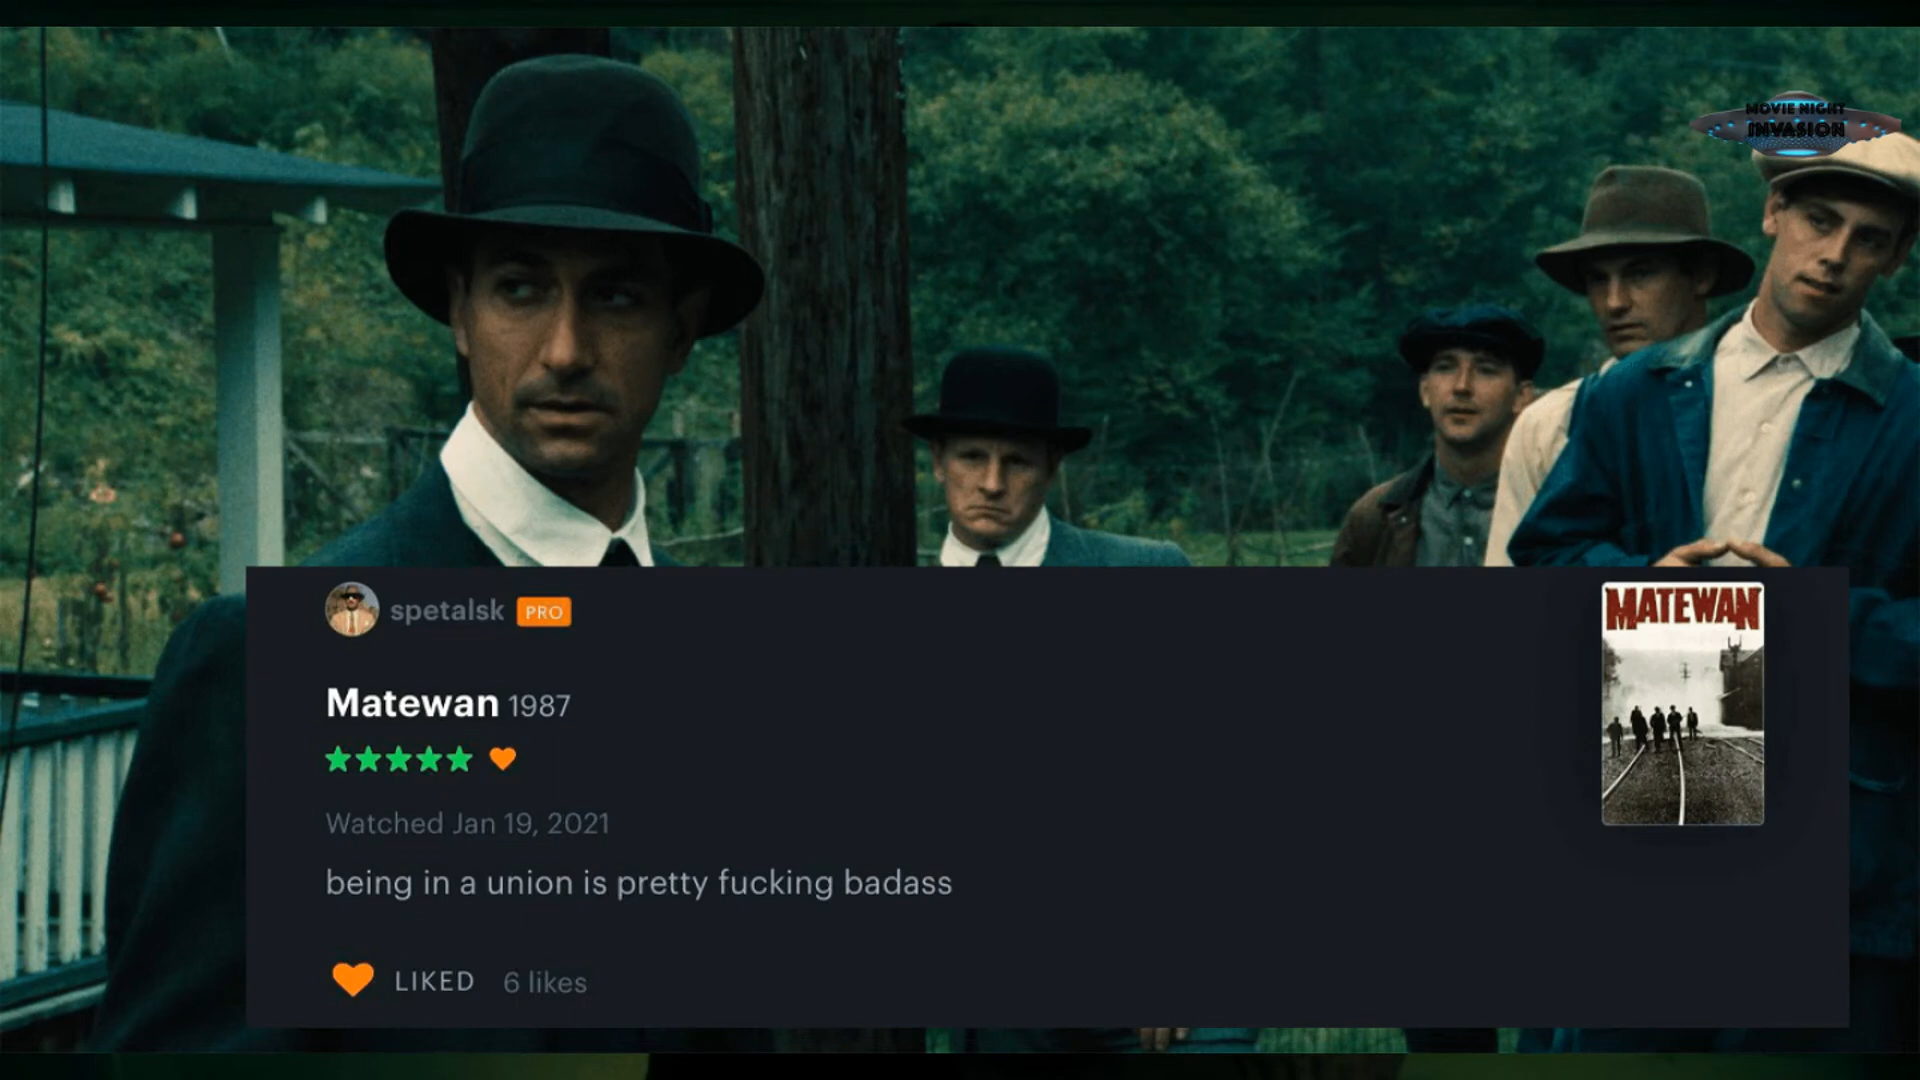 MOVIE NIGHT
INVASION
spetalsk PRO
MATEWAN
Matewan 1987
Watched Jan 19, 2021
being in a union is pretty fucking badass
LIKED 6 likes